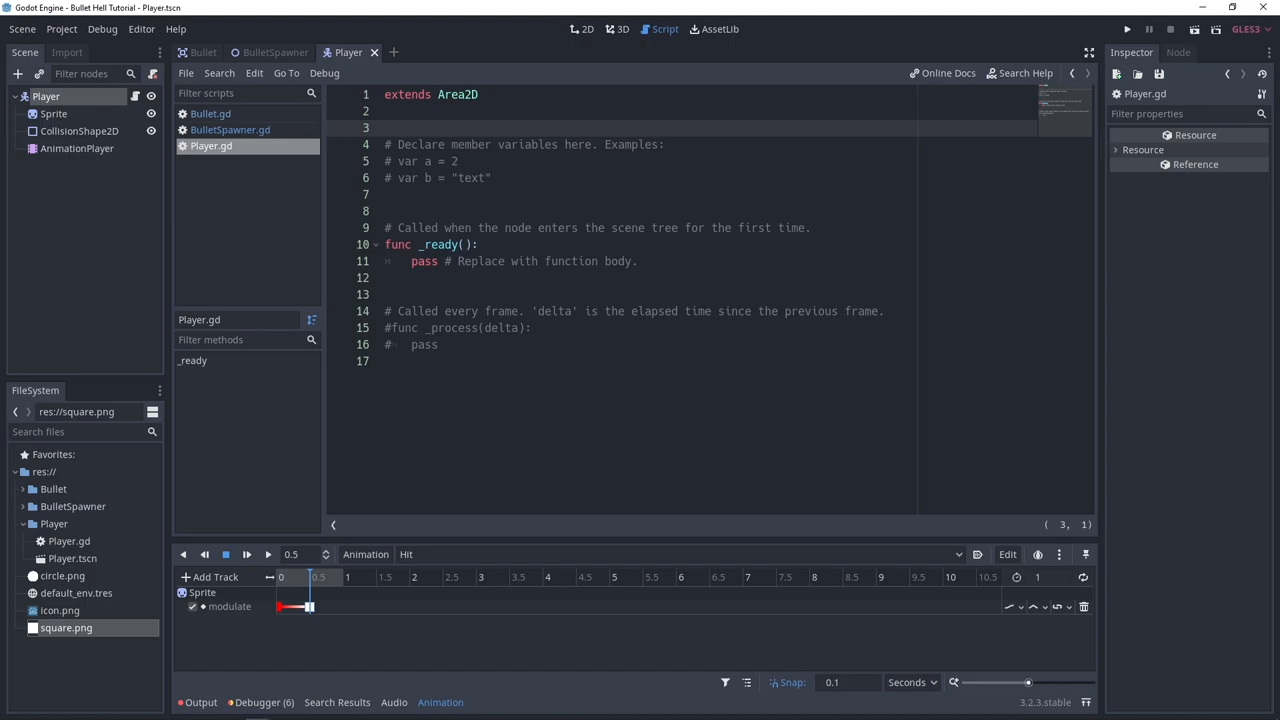 Godot Engine - Bullet Hell Tutorial - Player.tscn
Scene Project Debug Editor Help
2D 3D Script AssetLib
GLES3
Scene Import
Filter nodes
Player
Sprite
CollisionShape2D
AnimationPlayer
Bullet BulletSpawner Player
File Search Edit Go To Debug
Online Docs Search Help
Filter scripts
Bullet.gd
BulletSpawner.gd
Player.gd
Player.gd
Filter methods
_ready
1 extends Area2D
2
3
4 # Declare member variables here. Examples:
5 # var a = 2
6 # var b = "text"
7
8
9 # Called when the node enters the scene tree for the first time.
10 func _ready():
11 pass # Replace with function body.
12
13
14 # Called every frame. 'delta' is the elapsed time since the previous frame.
15 #func _process(delta):
16 # pass
17
( 3, 1)
Inspector Node
Player.gd
Filter properties
Resource
Resource
Reference
FileSystem
res://square.png
Search files
Favorites:
res://
Bullet
BulletSpawner
Player
Player.gd
Player.tscn
circle.png
default_env.tres
icon.png
square.png
0.5 Animation Hit Edit
Add Track 0 0.5 1 1.5 2 2.5 3 3.5 4 4.5 5 5.5 6 6.5 7 7.5 8 8.5 9 9.5 10 10.5 1
Sprite
modulate
Snap: 0.1 Seconds
Output Debugger (6) Search Results Audio Animation
3.2.3.stable